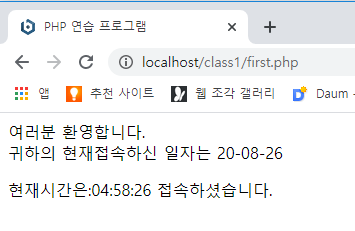 PHP 연습 프로그램
localhost/class1/first.php
앱 추천 사이트 웹 조각 갤러리 Daum -
여러분 환영합니다.
귀하의 현재접속하신 일자는 20-08-26
현재시간은:04:58:26 접속하셨습니다.